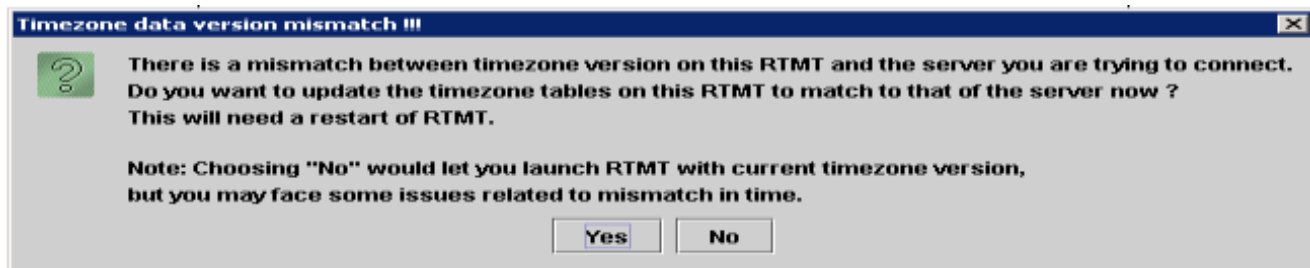 Timezone data version mismatch !!!
There is a mismatch between timezone version on this RTMT and the server you are trying to connect.
Do you want to update the timezone tables on this RTMT to match to that of the server now ?
This will need a restart of RTMT.
Note: Choosing "No" would let you launch RTMT with current timezone version,
but you may face some issues related to mismatch in time.
Yes No